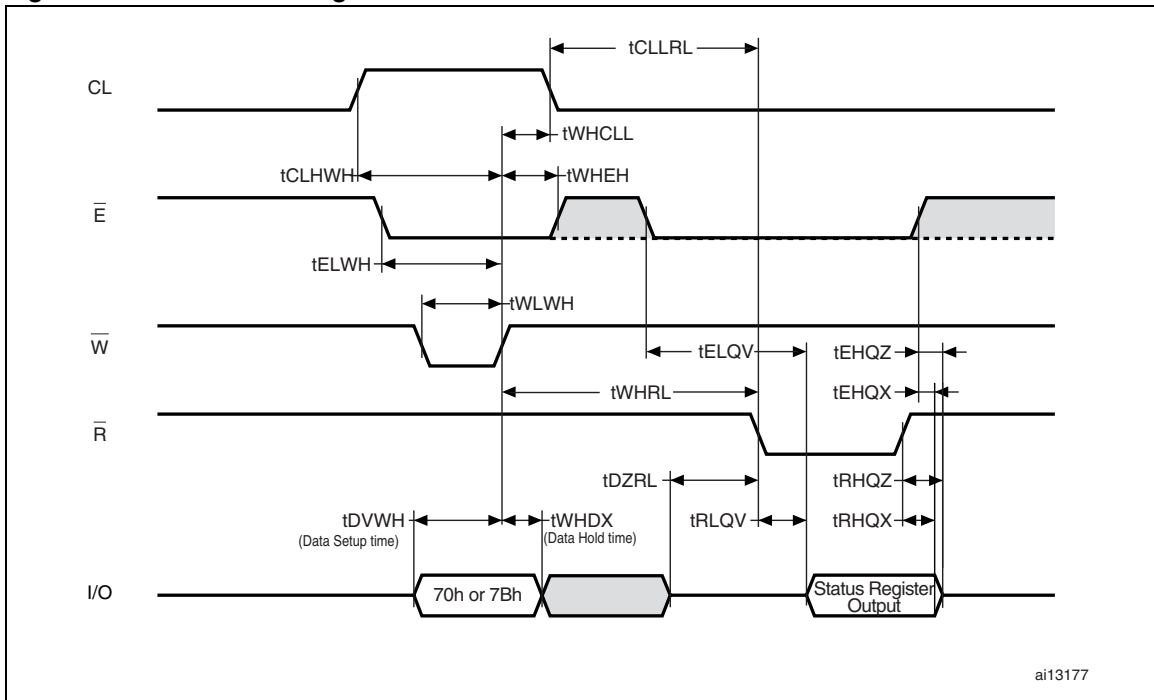 tCLLRL
CL
tWHCLL
tCLHWH
tWHEH
E
tELWH
tWLWH
W
tELQV
tEHQZ
tWHRL
tEHQX
R
tDZRL
tRHQZ
tDVWH
(Data Setup time)
tWHDX
(Data Hold time)
tRLQV
tRHQX
I/O
70h or 7Bh
Status Register
Output
ai13177